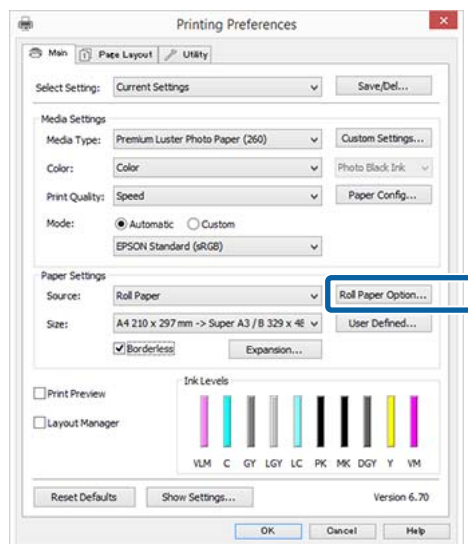 Printing Preferences
Main Page Layout Utility
Select Setting: Current Settings Save/Del...
Media Settings
Media Type: Premium Luster Photo Paper (260) Custom Settings...
Color: Color Photo Black Ink
Print Quality: Speed Paper Config...
Mode: Automatic Custom
EPSON Standard (sRGB)
Paper Settings
Source: Roll Paper Roll Paper Option...
Size: A4 210 x 297 mm -> Super A3 / B 329 x 48 User Defined...
Borderless Expansion...
Print Preview
Ink Levels
Layout Manager
VLM C GY LGY LC PK MK DGY Y VM
Reset Defaults Show Settings... Version 6.70
OK Cancel Help